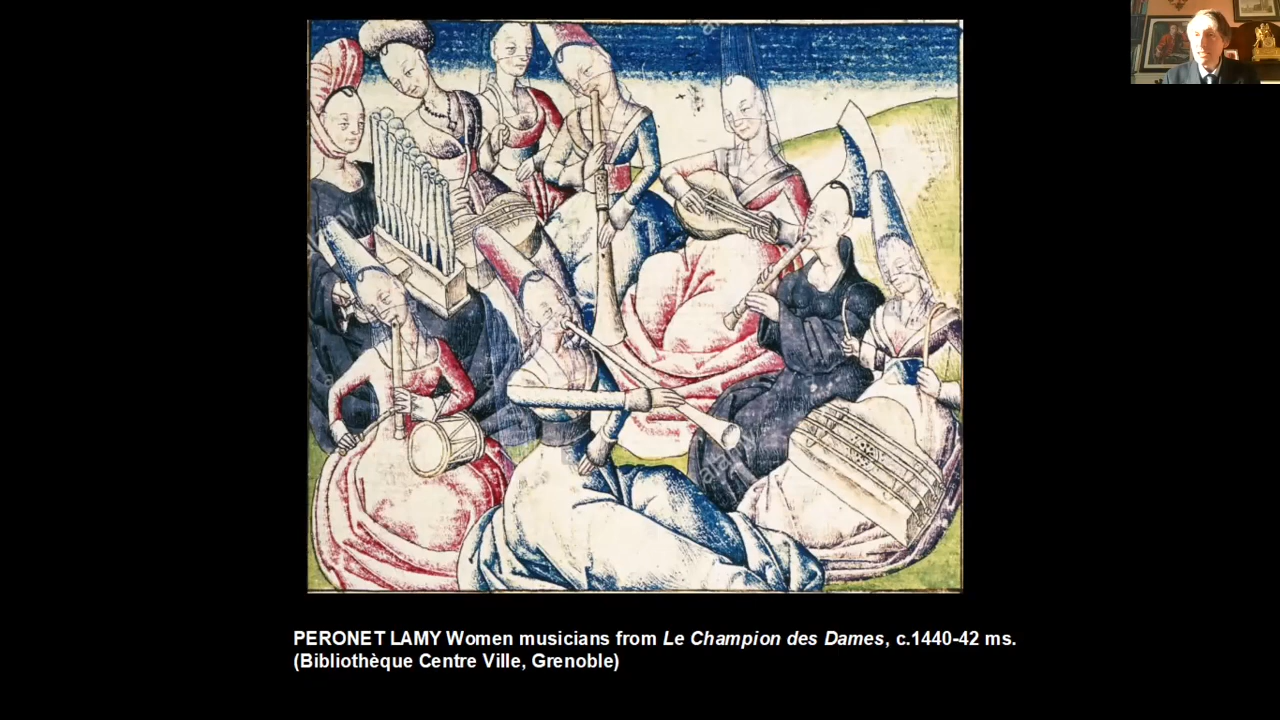 PERONET LAMY Women musicians from Le Champion des Dames, c.1440-42 ms.
(Bibliothèque Centre Ville, Grenoble)